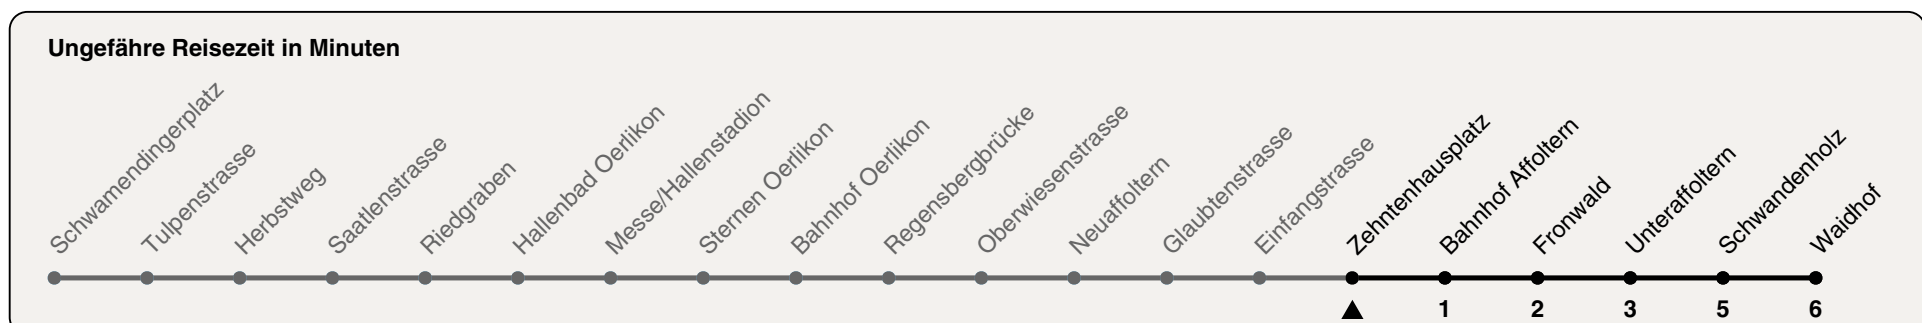 Ungefähre Reisezeit in Minuten
Schwamendingerplatz
Tulpenstrasse
Herbstweg
Saatlenstrasse
Riedgraben
Hallenbad Oerlikon
Messe/Hallenstadion
Sternen Oerlikon
Bahnhof Oerlikon
Regensbergbrücke
Oberwiesenstrasse
Neuaffoltern
Glaubtenstrasse
Einfangstrasse
Zehntenhausplatz
Bahnhof Affoltern
Fronwald
Unteraffoltern
Schwandenholz
Waidhof
1 2 3 5 6